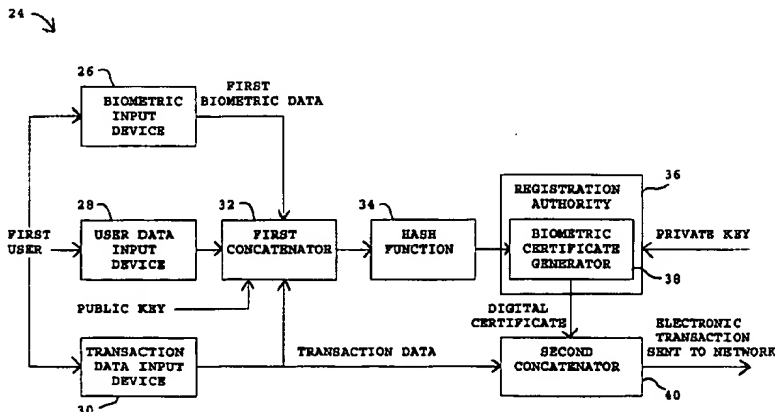 24
26
BIOMETRIC
INPUT
DEVICE
FIRST
BIOMETRIC DATA
FIRST
USER
28
USER DATA
INPUT
DEVICE
32
FIRST
CONCATENATOR
34
HASH
FUNCTION
36
REGISTRATION
AUTHORITY
BIOMETRIC
CERTIFICATE
GENERATOR
38
PRIVATE KEY
PUBLIC KEY
DIGITAL
CERTIFICATE
TRANSACTION
DATA INPUT
DEVICE
30
TRANSACTION DATA
SECOND
CONCATENATOR
40
ELECTRONIC
TRANSACTION
SENT TO NETWORK